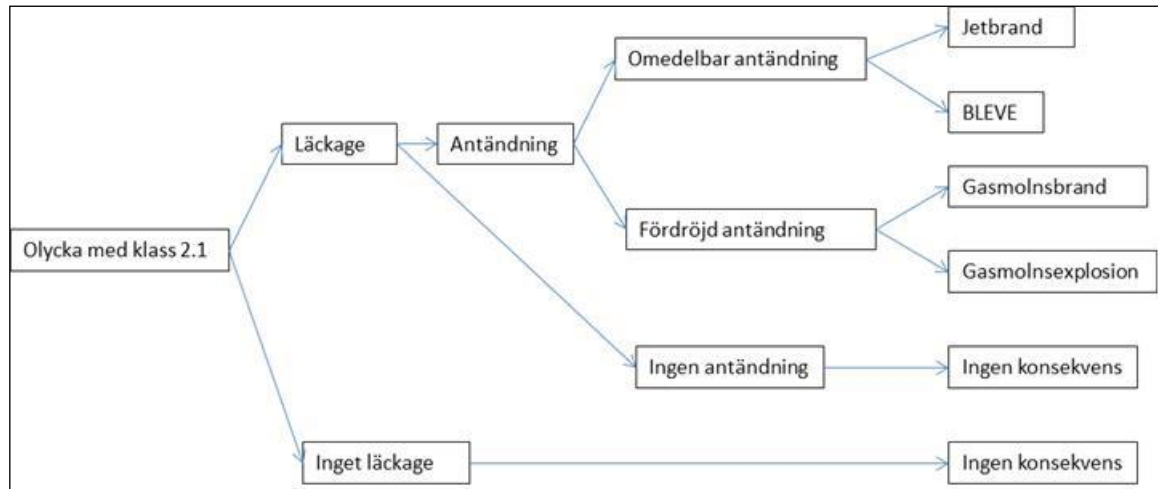 Jetbrand
Omedelbar antändning
BLEVE
Läckage
Antändning
Gasmolnsbrand
Fördröjd antändning
Olycka med klass 2.1
Gasmolnsexplosion
Ingen antändning
Ingen konsekvens
Inget läckage
Ingen konsekvens